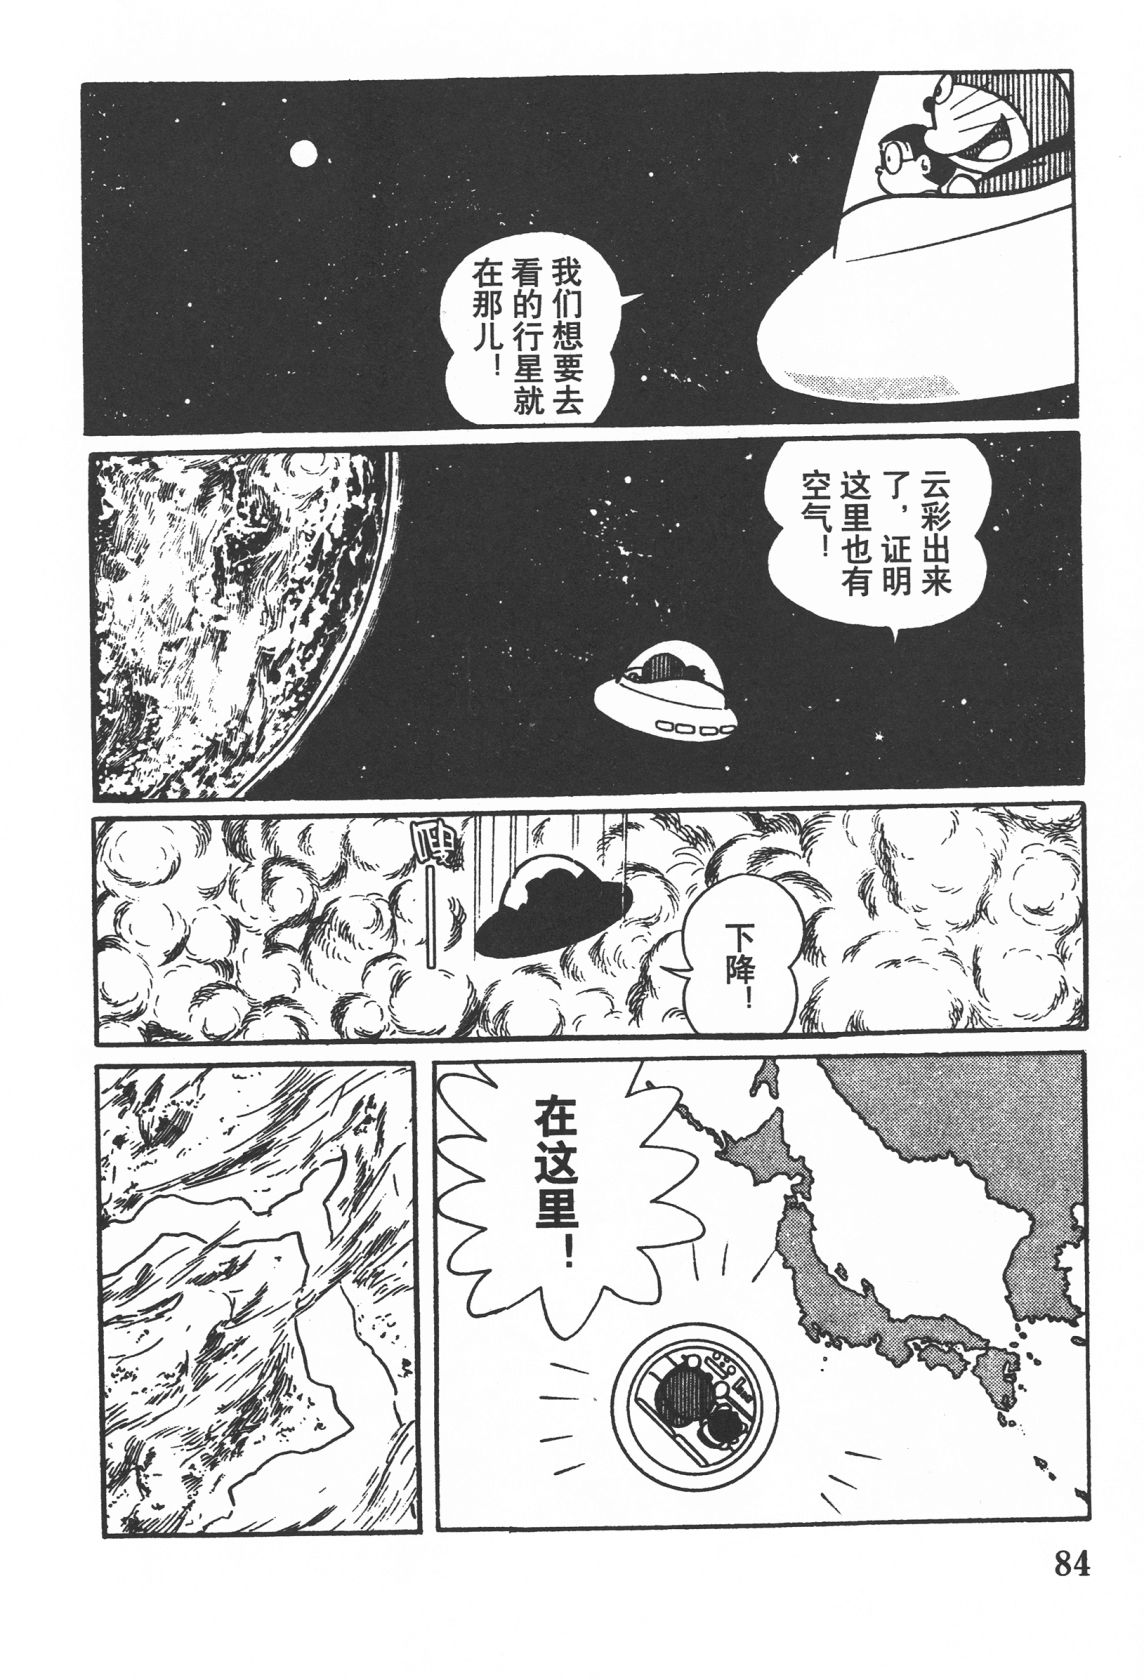 我们想要去
看的行星就
在那儿！
云彩出来
了，证明
这里也有
空气！
嗖
下降！
在这里！
84